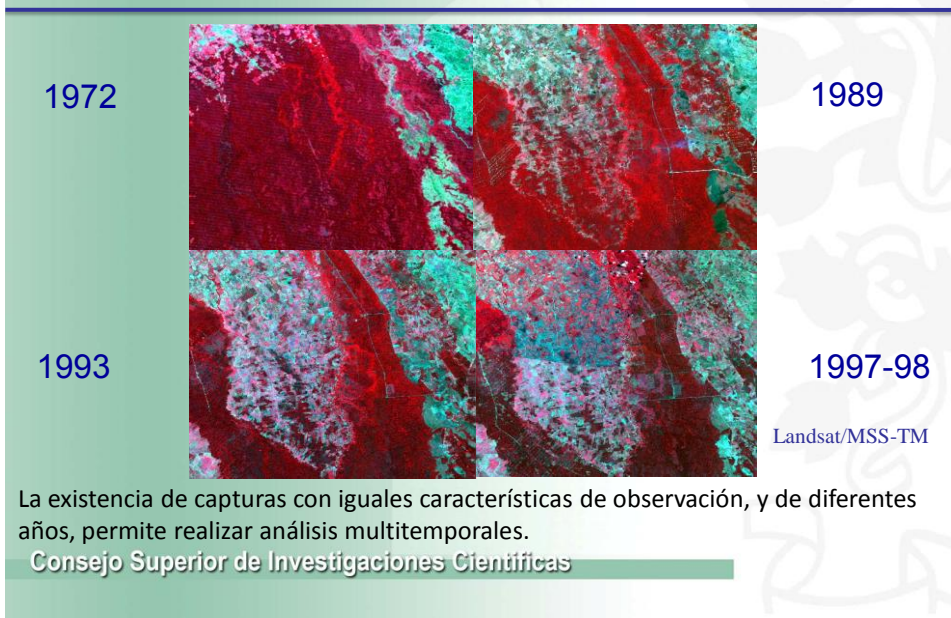 1972
1989
1993
1997-98
Landsat/MSS-TM
La existencia de capturas con iguales características de observación, y de diferentes
años, permite realizar análisis multitemporales.
Consejo Superior de Investigaciones Científicas